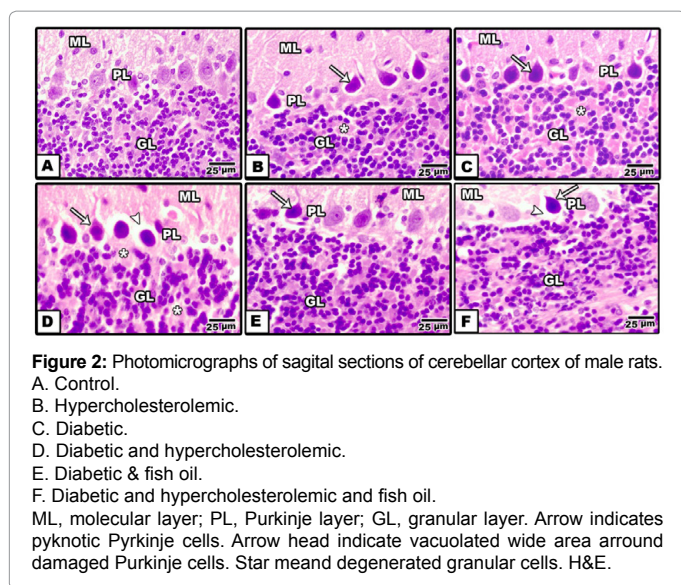 ML
PL
GL
A
25 µm
ML
PL
*
GL
B
25 µm
ML
PL
*
GL
C
25 µm
ML
PL
*
GL
*
D
25 µm
ML
PL
GL
E
25 µm
ML
PL
GL
F
25 µm
Figure 2: Photomicrographs of sagital sections of cerebellar cortex of male rats.
A. Control.
B. Hypercholesterolemic.
C. Diabetic.
D. Diabetic and hypercholesterolemic.
E. Diabetic & fish oil.
F. Diabetic and hypercholesterolemic and fish oil.
ML, molecular layer; PL, Purkinje layer; GL, granular layer. Arrow indicates
pyknotic Pyrkinje cells. Arrow head indicate vacuolated wide area arround
damaged Purkinje cells. Star meand degenerated granular cells. H&E.